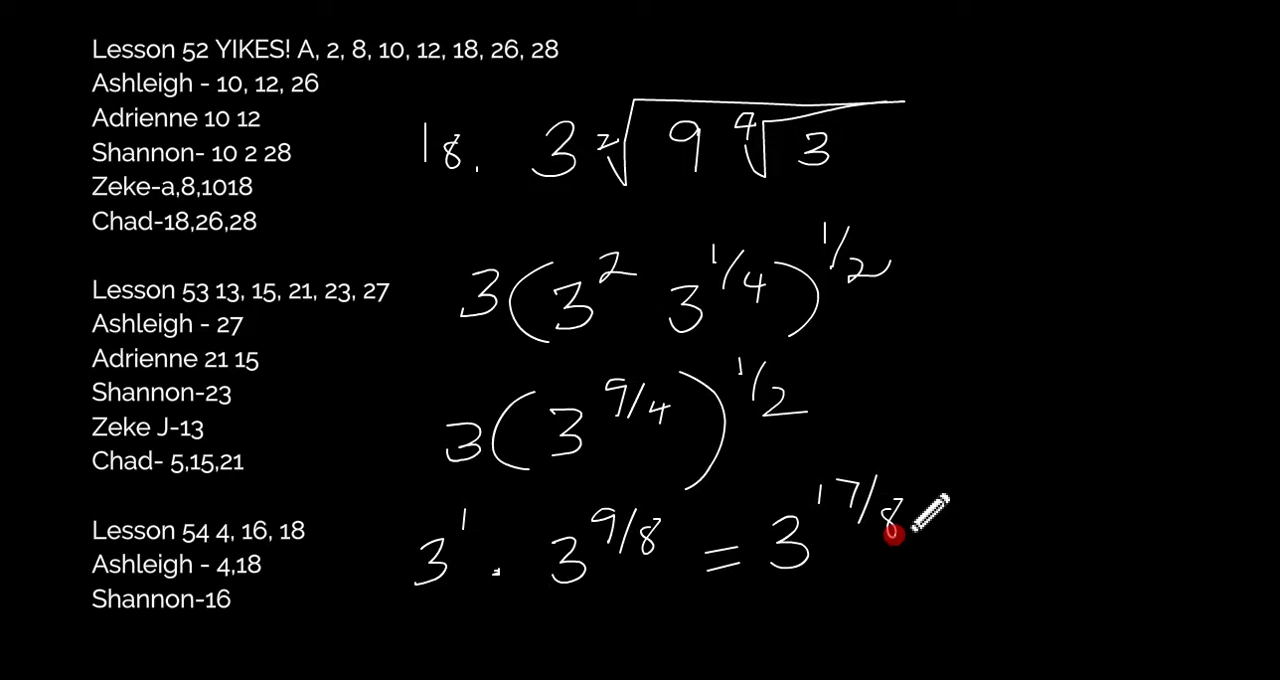 Lesson 52 YIKES! A, 2, 8, 10, 12, 18, 26, 28
Ashleigh - 10, 12, 26
Adrienne 10 12
Shannon- 10 2 28
Zeke-a,8,1018
Chad-18,26,28
Lesson 53 13, 15, 21, 23, 27
Ashleigh - 27
Adrienne 21 15
Shannon-23
Zeke J-13
Chad- 5,15,21
Lesson 54 4, 16, 18
Ashleigh - 4,18
Shannon-16
18. 3 ²√(9 ⁴√3)
3(3² 3^1/4)^1/2
3(3^9/4)^1/2
3¹ · 3^9/8 = 3^17/8